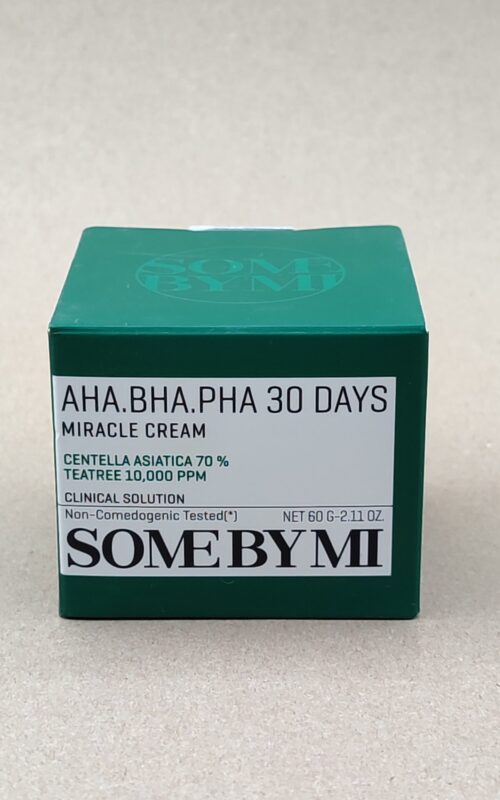 SOME
BY MI
AHA.BHA.PHA 30 DAYS
MIRACLE CREAM
CENTELLA ASIATICA 70 %
TEATREE 10,000 PPM
CLINICAL SOLUTION
Non-Comedogenic Tested(*) NET 60 G-2.11 OZ.
SOME BY MI